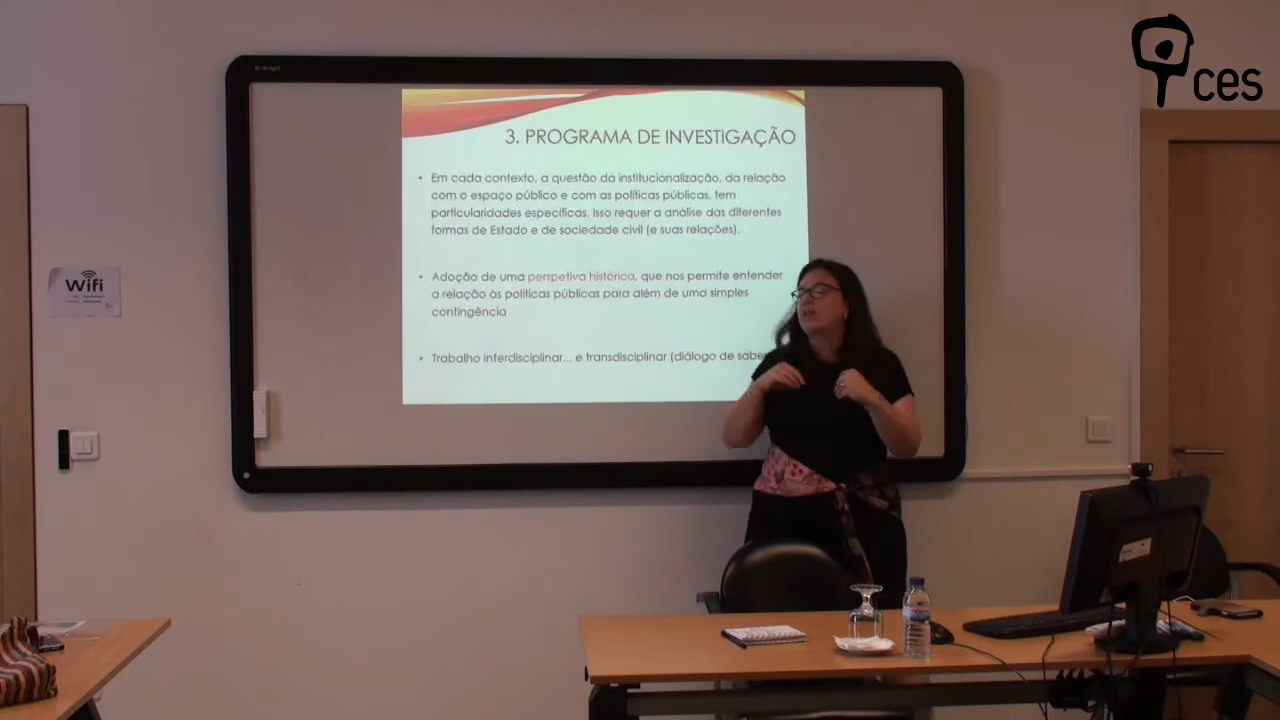 ces
3. PROGRAMA DE INVESTIGAÇÃO
• Em cada contexto, a questão da institucionalização, da relação
com o espaço público e com as políticas públicas, tem
particularidades específicas. Isso requer a análise das diferentes
formas de Estado e de sociedade civil (e suas relações).
• Adoção de uma perspetiva histórica, que nos permite entender
a relação às políticas públicas para além de uma simples
contingência
• Trabalho interdisciplinar... e transdisciplinar (diálogo de
Wifi